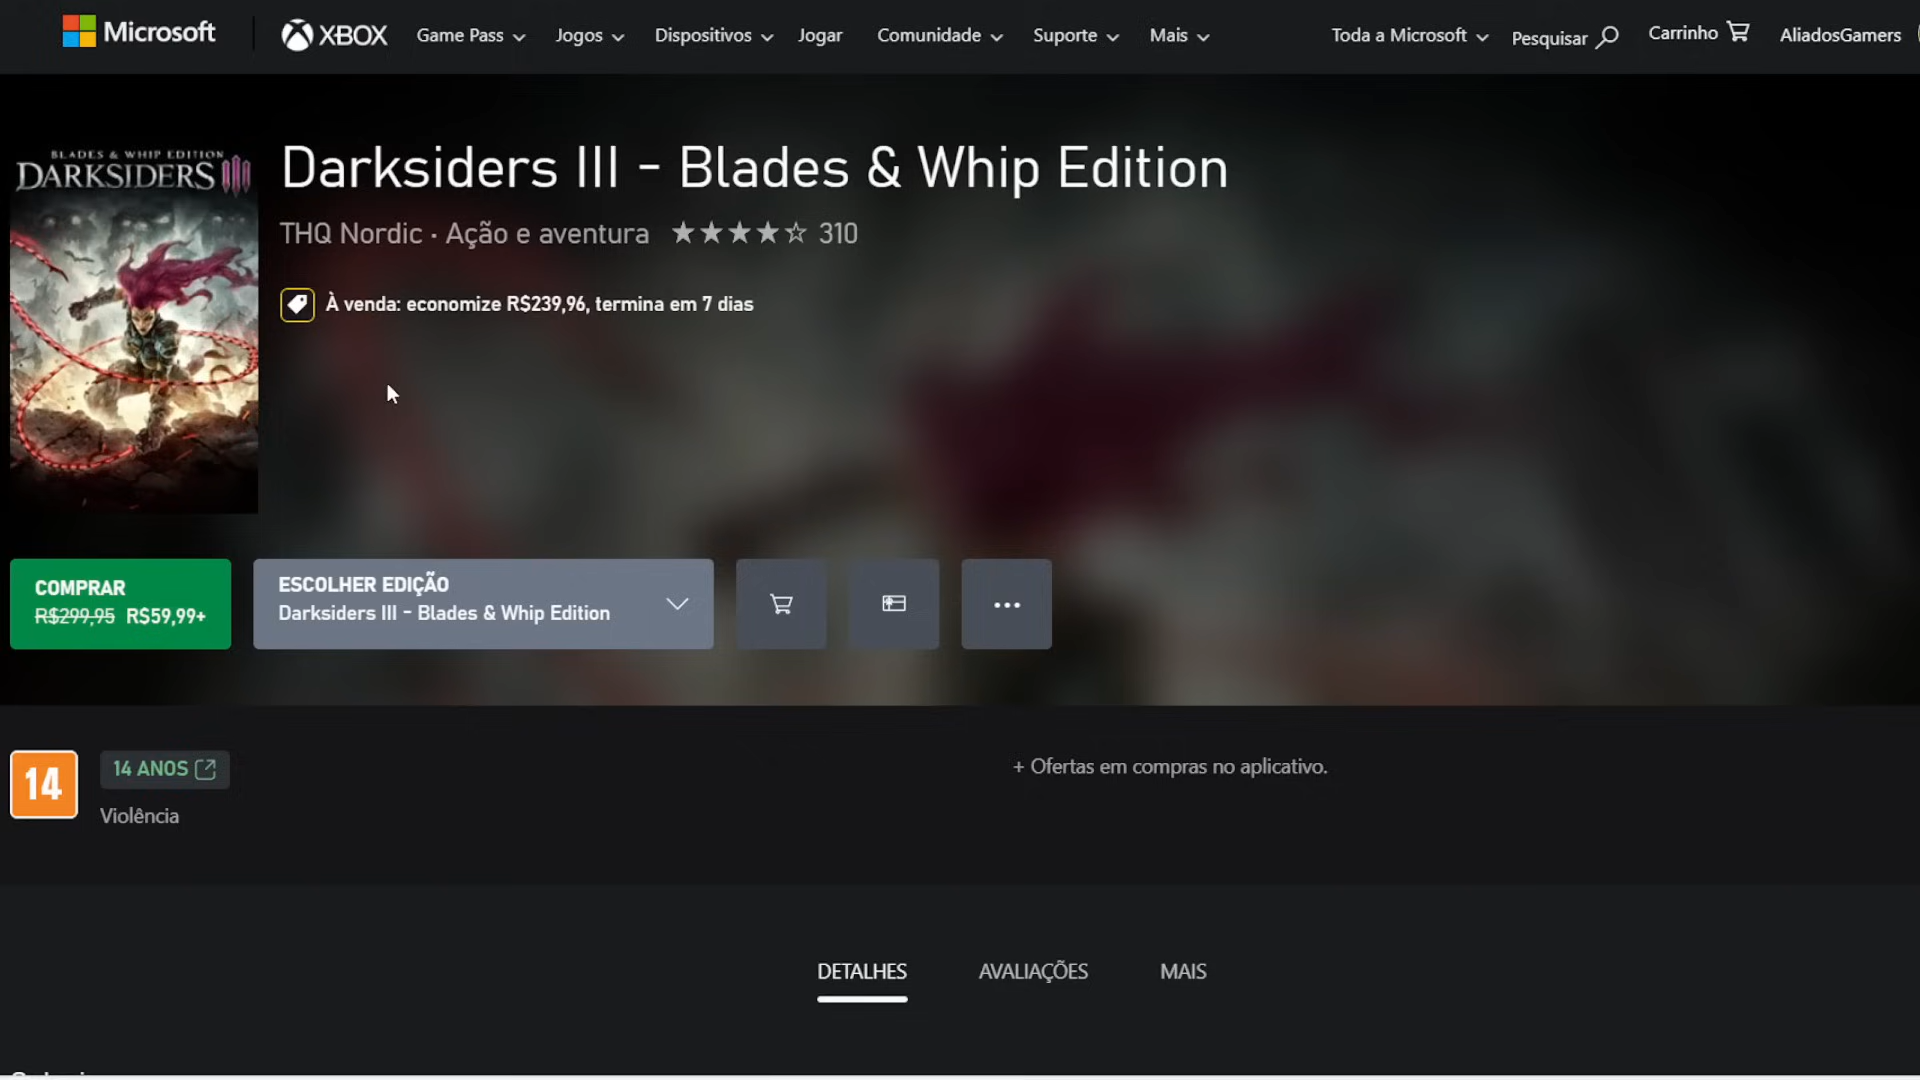 Microsoft
XBOX
Game Pass
Jogos
Dispositivos
Jogar
Comunidade
Suporte
Mais
Toda a Microsoft
Pesquisar
Carrinho
AliadosGamers
BLADES & WHIP EDITION
DARKSIDERS III
Darksiders III - Blades & Whip Edition
THQ Nordic · Ação e aventura ★★★★☆ 310
À venda: economize R$239,96, termina em 7 dias
COMPRAR
R$299,95 R$59,99+
ESCOLHER EDIÇÃO
Darksiders III - Blades & Whip Edition
14
14 ANOS
Violência
+ Ofertas em compras no aplicativo.
DETALHES
AVALIAÇÕES
MAIS